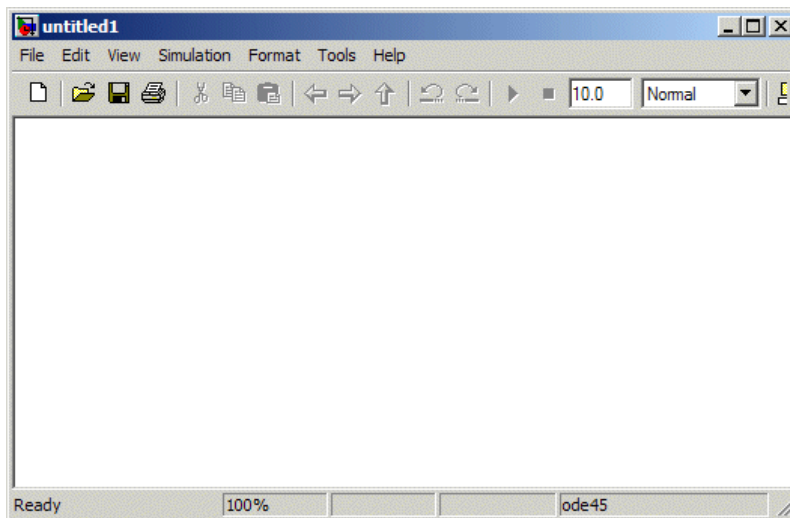 untitled1
File Edit View Simulation Format Tools Help
10.0 Normal
Ready 100% ode45